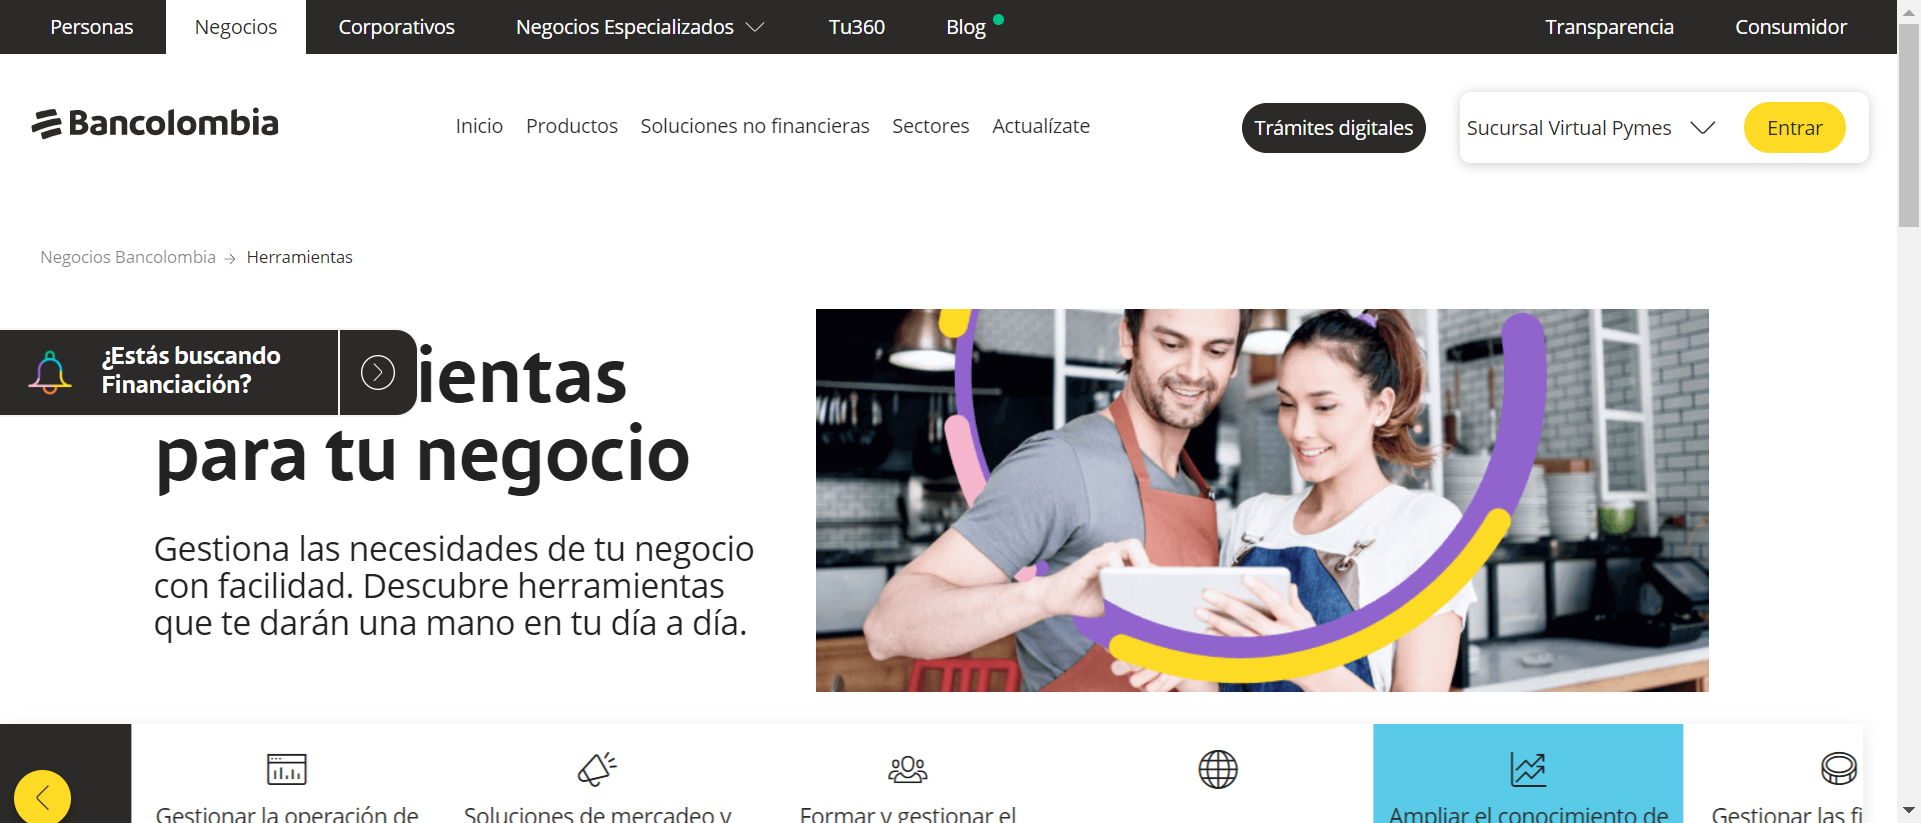 Personas Negocios Corporativos Negocios Especializados Tu360 Blog Transparencia Consumidor
Bancolombia
Inicio Productos Soluciones no financieras Sectores Actualízate
Trámites digitales
Sucursal Virtual Pymes
Entrar
Negocios Bancolombia → Herramientas
¿Estás buscando
Financiación?
ientas
para tu negocio
Gestiona las necesidades de tu negocio
con facilidad. Descubre herramientas
que te darán una mano en tu día a día.
Gestionar la operación de
Soluciones de mercadeo y
Formar y gestionar el
Ampliar el conocimiento de
Gestionar las fi